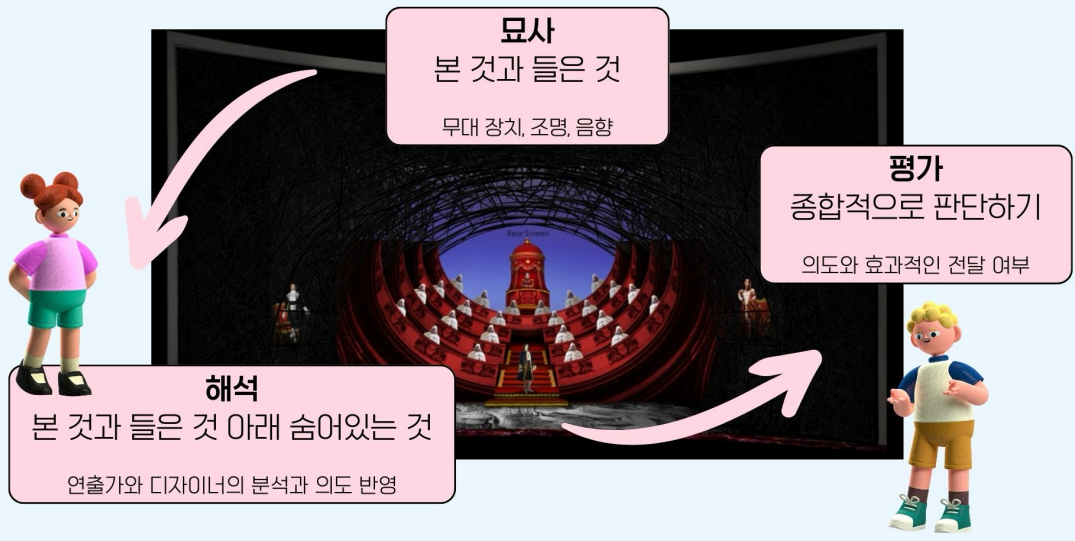 묘사
본 것과 들은 것
무대 장치, 조명, 음향
해석
본 것과 들은 것 아래 숨어있는 것
연출가와 디자이너의 분석과 의도 반영
평가
종합적으로 판단하기
의도와 효과적인 전달 여부
Rear Screen